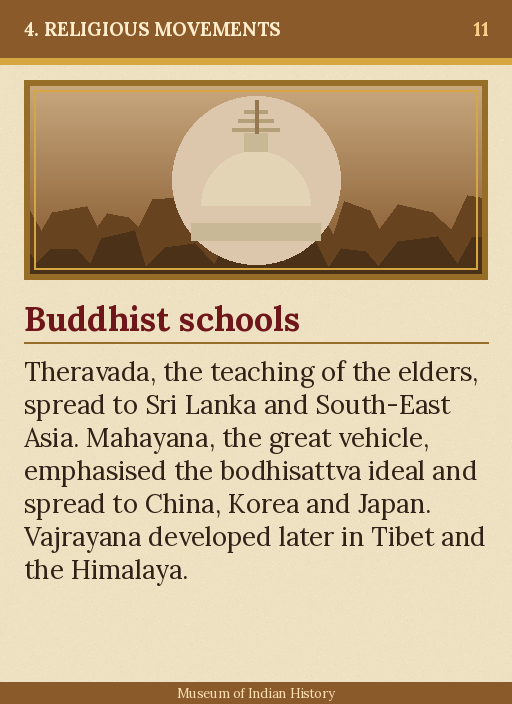 4. RELIGIOUS MOVEMENTS 11
Buddhist schools
Theravada, the teaching of the elders,
spread to Sri Lanka and South-East
Asia. Mahayana, the great vehicle,
emphasised the bodhisattva ideal and
spread to China, Korea and Japan.
Vajrayana developed later in Tibet and
the Himalaya.
Museum of Indian History